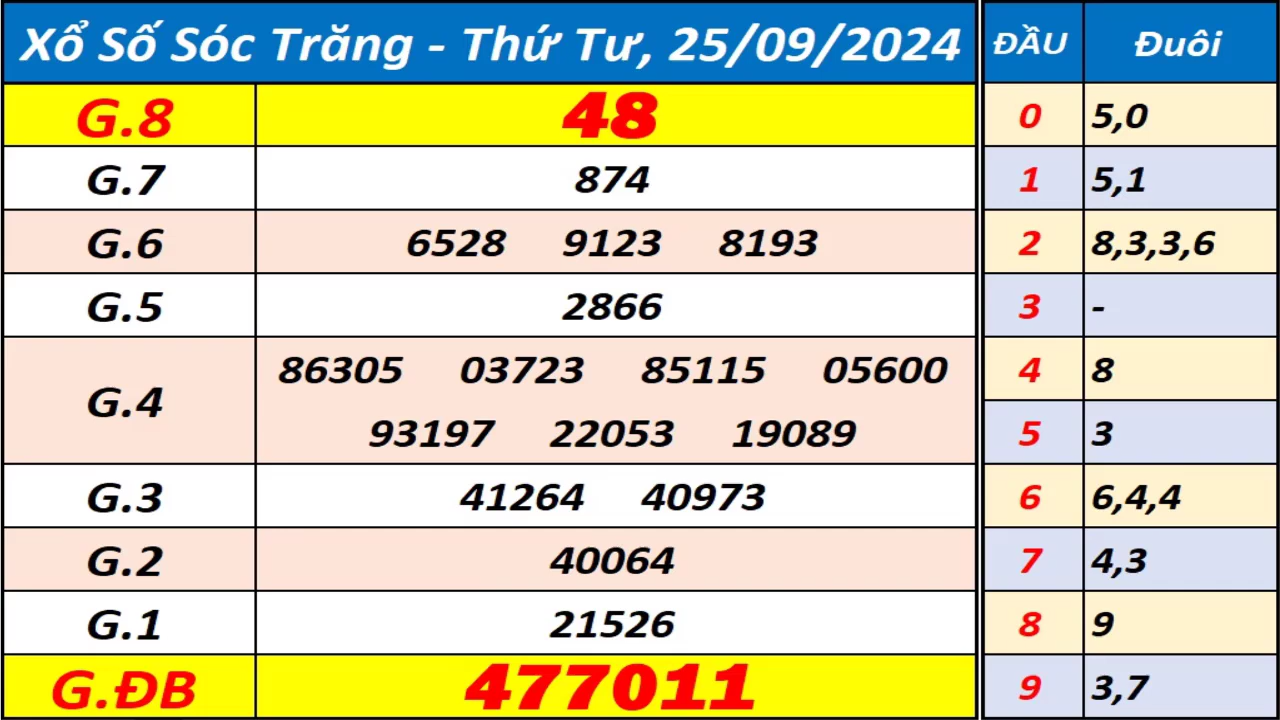 Xổ Số Sóc Trăng - Thứ Tư, 25/09/2024
G.8 48
G.7 874
G.6 6528 9123 8193
G.5 2866
G.4 86305 03723 85115 05600
93197 22053 19089
G.3 41264 40973
G.2 40064
G.1 21526
G.ĐB 477011
ĐẦU Đuôi
0 5,0
1 5,1
2 8,3,3,6
3 -
4 8
5 3
6 6,4,4
7 4,3
8 9
9 3,7